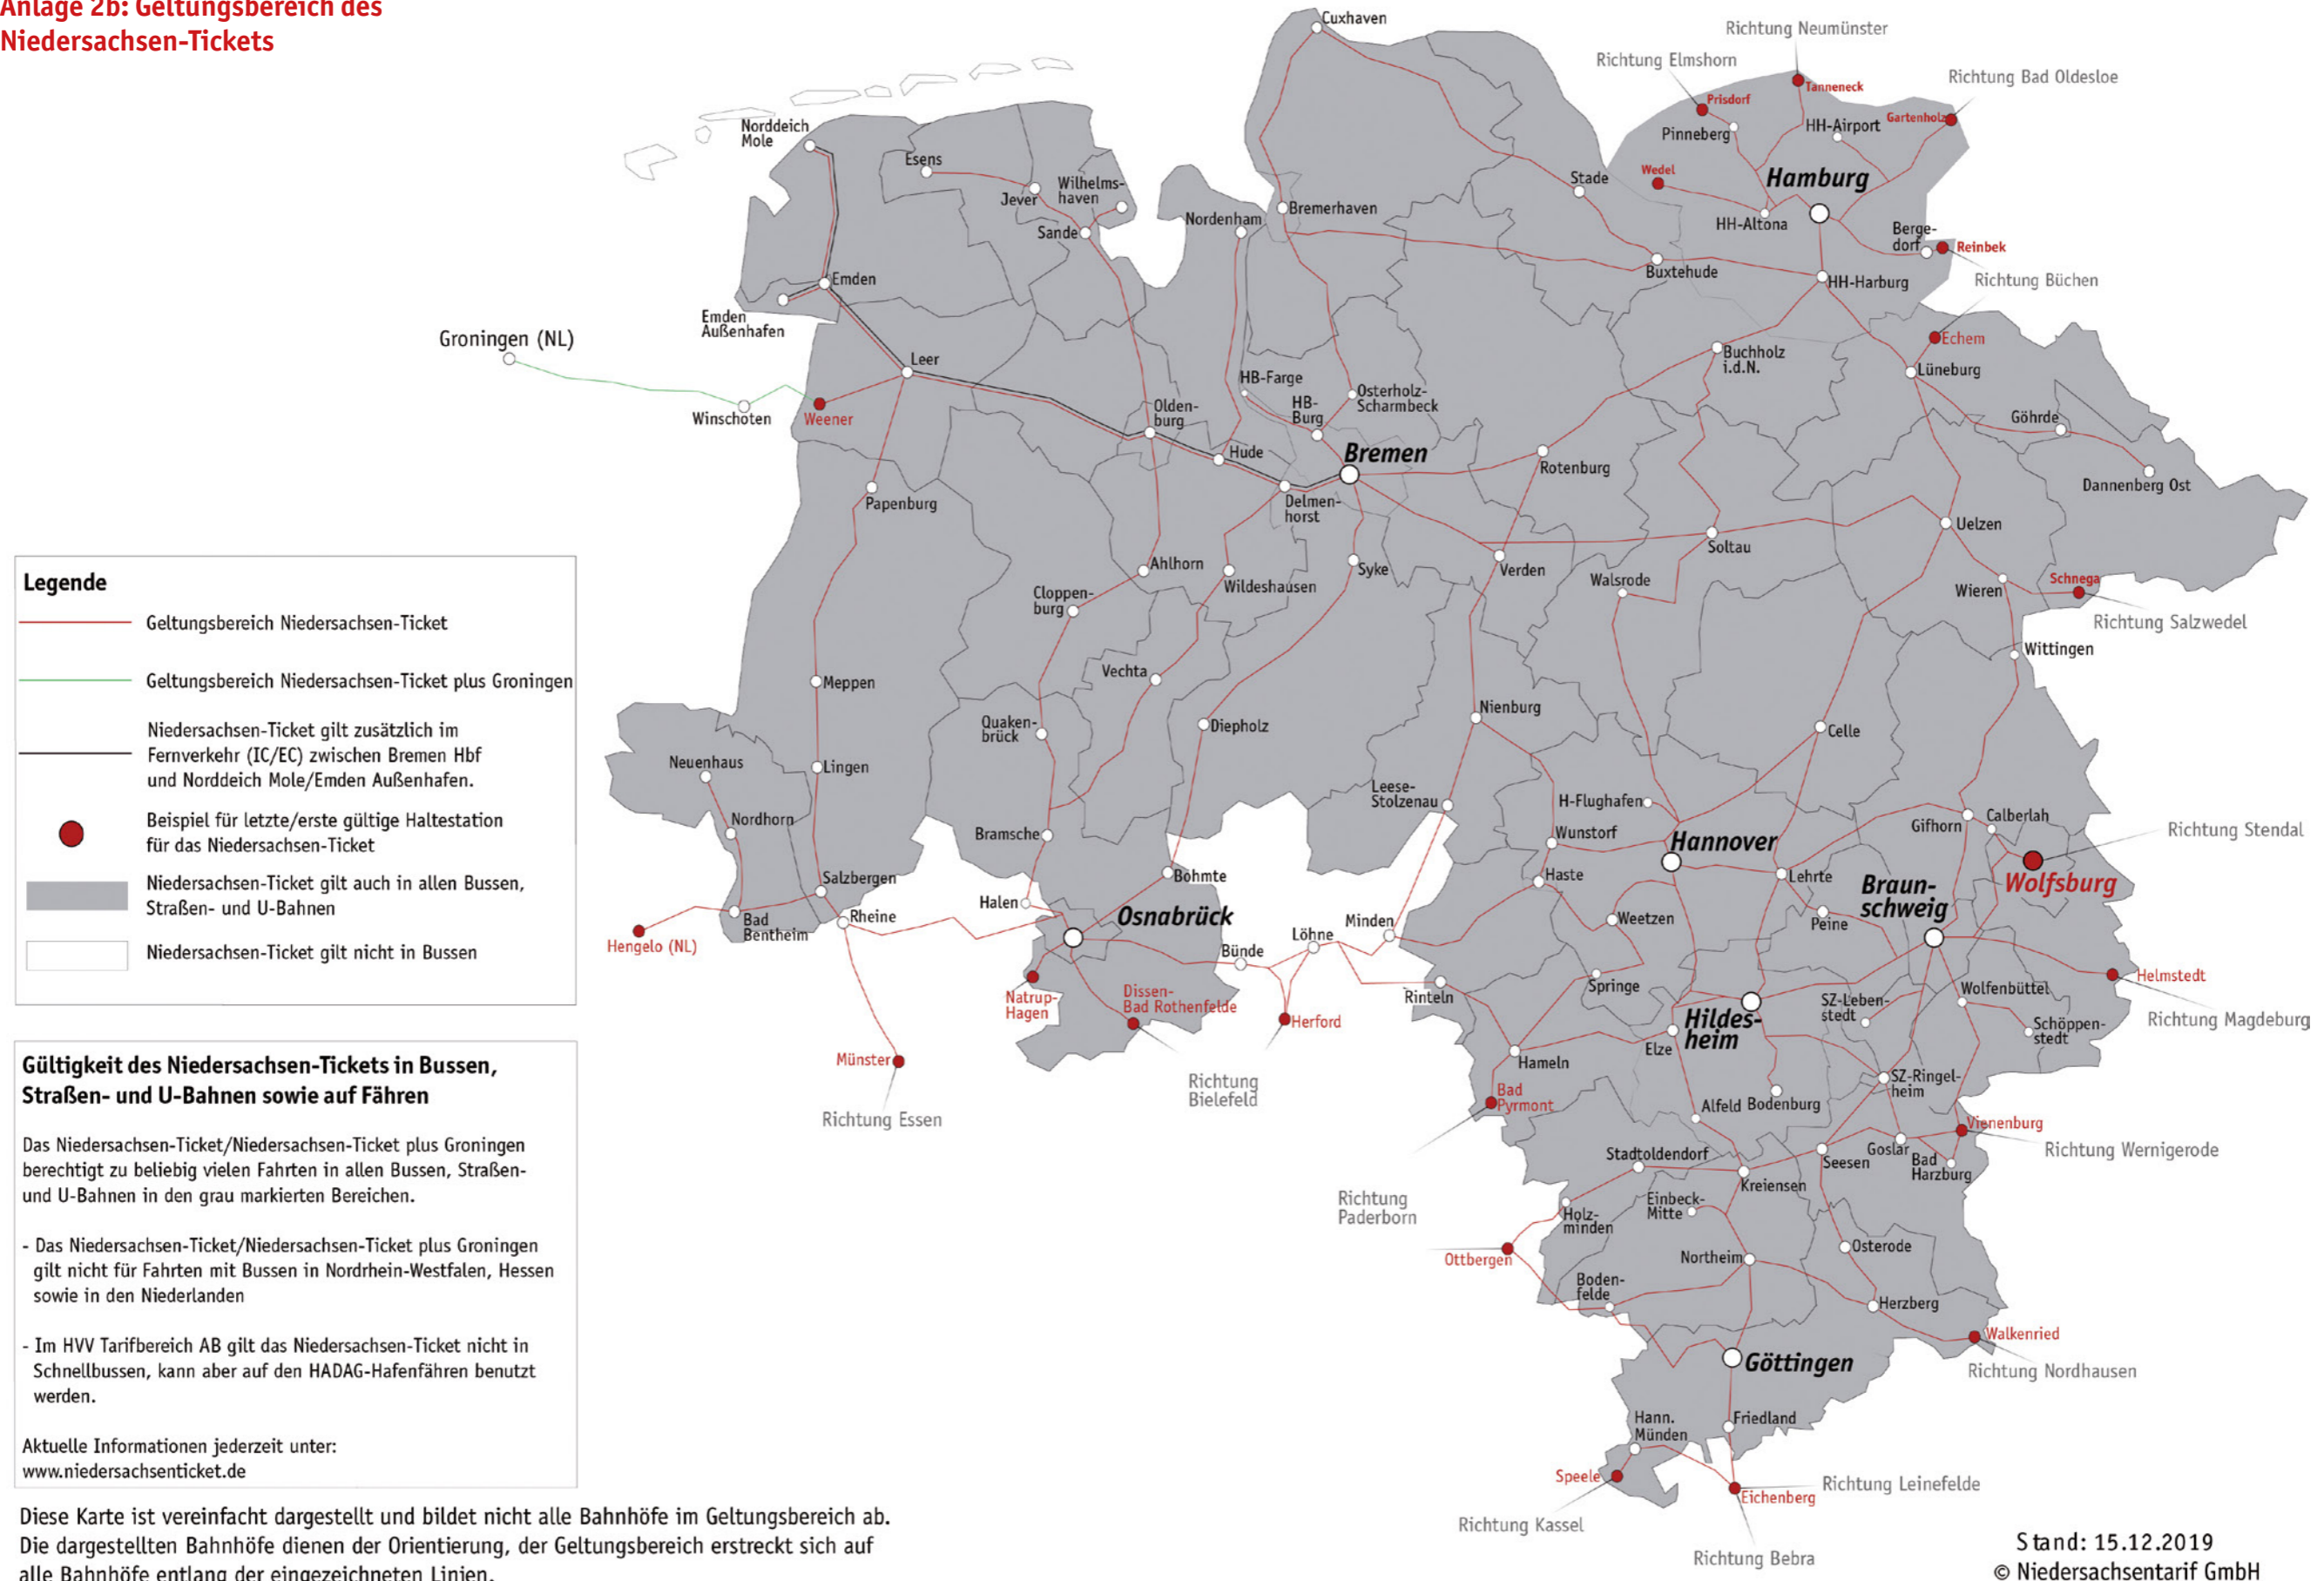 Anlage 2b: Geltungsbereich des
Niedersachsen-Tickets
Cuxhaven
Richtung Neumünster
Richtung Elmshorn
Richtung Bad Oldesloe
Tanneck
Prisdorf
Gartenholz
Pinneberg
HH-Airport
Norddeich
Mole
Esens
Jever
Wilhelms-
haven
Sande
Nordenham
Bremerhaven
Stade
Wedel
Hamburg
HH-Altona
Berge-
dorf
Reinbek
Richtung Büchen
Buxtehude
HH-Harburg
Emden
Emden
Außenhafen
Groningen (NL)
Winschoten
Weener
Leer
Echem
Lüneburg
Buchholz
i.d.N.
HB-Farge
HB-
Burg
Osterholz-
Scharmbeck
Olden-
burg
Hude
Bremen
Delmen-
horst
Rotenburg
Göhrde
Dannenberg Ost
Papenburg
Uelzen
Soltau
Verden
Walsrode
Ahlhorn
Wildeshausen
Syke
Cloppen-
burg
Wieren
Schnega
Richtung Salzwedel
Wittingen
Legende
Geltungsbereich Niedersachsen-Ticket
Geltungsbereich Niedersachsen-Ticket plus Groningen
Niedersachsen-Ticket gilt zusätzlich im
Fernverkehr (IC/EC) zwischen Bremen Hbf
und Norddeich Mole/Emden Außenhafen.
Beispiel für letzte/erste gültige Haltestation
für das Niedersachsen-Ticket
Niedersachsen-Ticket gilt auch in allen Bussen,
Straßen- und U-Bahnen
Niedersachsen-Ticket gilt nicht in Bussen
Meppen
Vechta
Quaken-
brück
Diepholz
Nienburg
Celle
Neuenhaus
Lingen
Nordhorn
Leese-
Stolzenau
H-Flughafen
Wunstorf
Hannover
Gifhorn
Calberlah
Richtung Stendal
Wolfsburg
Bramsche
Salzbergen
Bohmte
Haste
Lehrte
Braun-
schweig
Halen
Bad
Bentheim
Rheine
Osnabrück
Hengelo (NL)
Bünde
Löhne
Minden
Weetzen
Peine
Natrup-
Hagen
Dissen-
Bad Rothenfelde
Herford
Rinteln
Springe
SZ-Leben-
stedt
Wolfenbüttel
Helmstedt
Richtung Magdeburg
Schöppen-
stedt
Hildes-
heim
Elze
Hameln
Münster
Richtung Essen
Richtung
Bielefeld
Bad
Pyrmont
Alfeld
Bodenburg
SZ-Ringel-
heim
Vienenburg
Richtung Wernigerode
Goslar
Bad
Harzburg
Seesen
Stadtoldendorf
Kreiensen
Richtung
Paderborn
Einbeck-
Mitte
Holz-
minden
Ottbergen
Northeim
Osterode
Boden-
felde
Herzberg
Walkenried
Richtung Nordhausen
Göttingen
Hann.
Münden
Friedland
Speele
Eichenberg
Richtung Leinefelde
Richtung Kassel
Richtung Bebra
Gültigkeit des Niedersachsen-Tickets in Bussen,
Straßen- und U-Bahnen sowie auf Fähren
Das Niedersachsen-Ticket/Niedersachsen-Ticket plus Groningen
berechtigt zu beliebig vielen Fahrten in allen Bussen, Straßen-
und U-Bahnen in den grau markierten Bereichen.
- Das Niedersachsen-Ticket/Niedersachsen-Ticket plus Groningen
gilt nicht für Fahrten mit Bussen in Nordrhein-Westfalen, Hessen
sowie in den Niederlanden
- Im HVV Tarifbereich AB gilt das Niedersachsen-Ticket nicht in
Schnellbussen, kann aber auf den HADAG-Hafenfähren benutzt
werden.
Aktuelle Informationen jederzeit unter:
www.niedersachsenticket.de
Diese Karte ist vereinfacht dargestellt und bildet nicht alle Bahnhöfe im Geltungsbereich ab.
Die dargestellten Bahnhöfe dienen der Orientierung, der Geltungsbereich erstreckt sich auf
alle Bahnhöfe entlang der eingezeichneten Linien.
Stand: 15.12.2019
© Niedersachsentarif GmbH